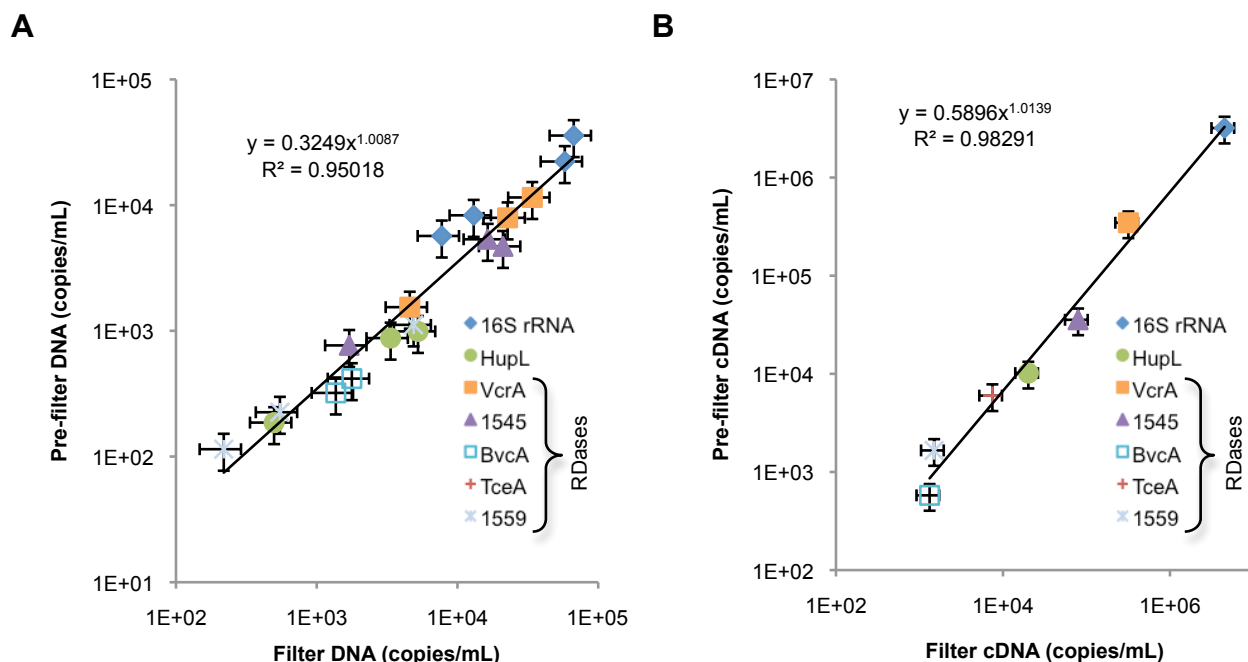 A
1E+05
1E+04
1E+03
1E+02
1E+01
1E+02
1E+03
1E+04
1E+05
Pre-filter DNA (copies/mL)
Filter DNA (copies/mL)
y = 0.3249x^1.0087
R² = 0.95018
16S rRNA
HupL
VcrA
1545
BvcA
TceA
1559
RDases
B
1E+07
1E+06
1E+05
1E+04
1E+03
1E+02
1E+02
1E+04
1E+06
Pre-filter cDNA (copies/mL)
Filter cDNA (copies/mL)
y = 0.5896x^1.0139
R² = 0.98291
16S rRNA
HupL
VcrA
1545
BvcA
TceA
1559
RDases